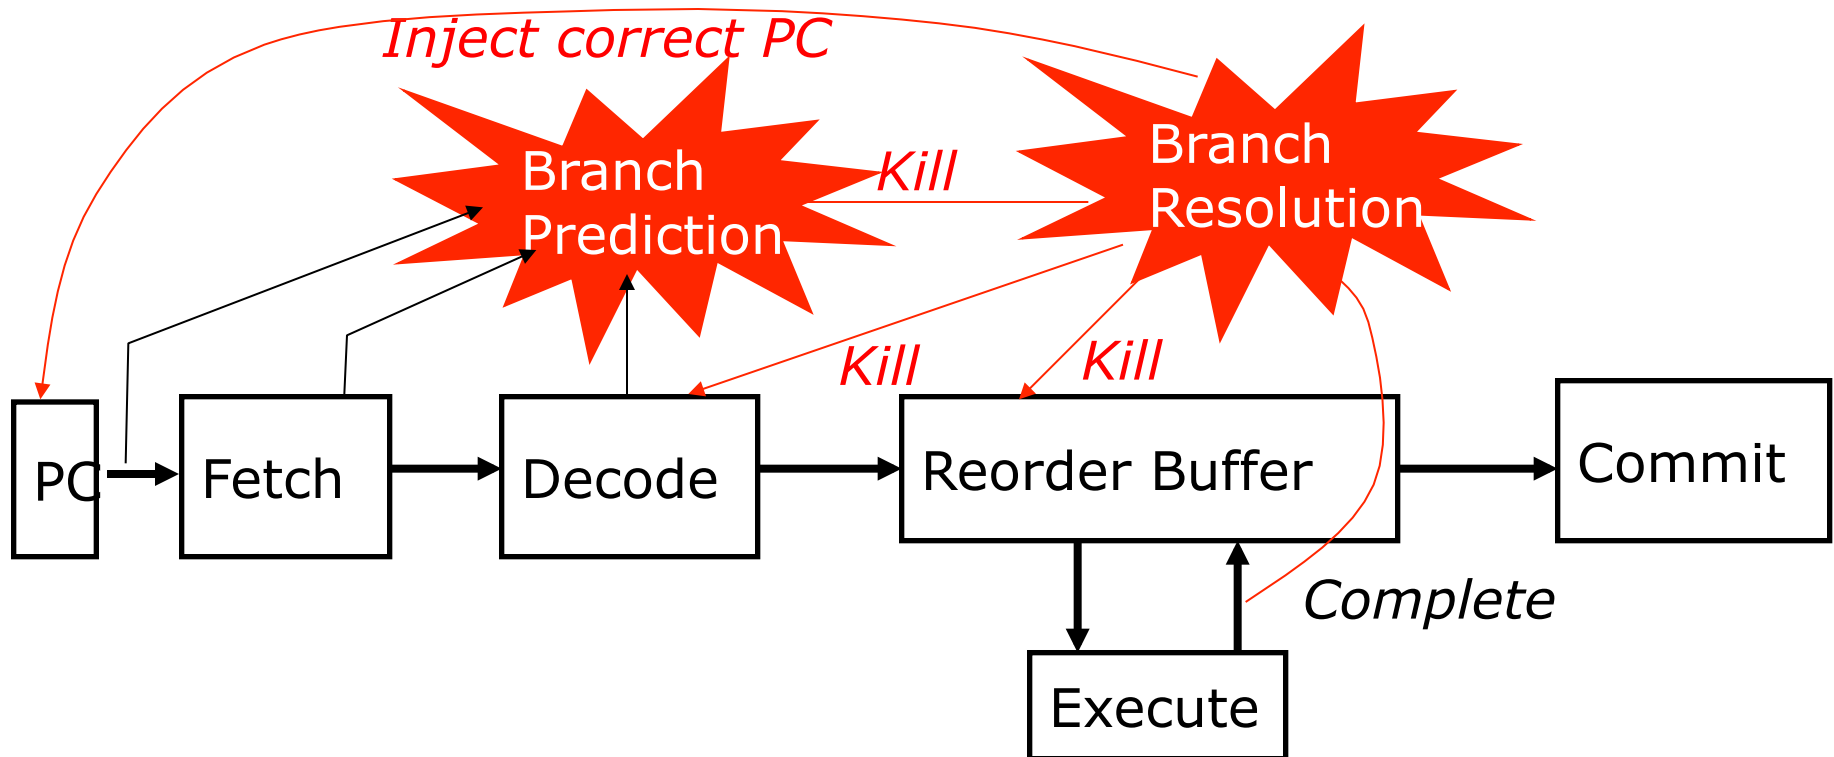 Inject correct PC
Branch
Prediction
Kill
Branch
Resolution
Kill
Kill
PC
Fetch
Decode
Reorder Buffer
Commit
Complete
Execute